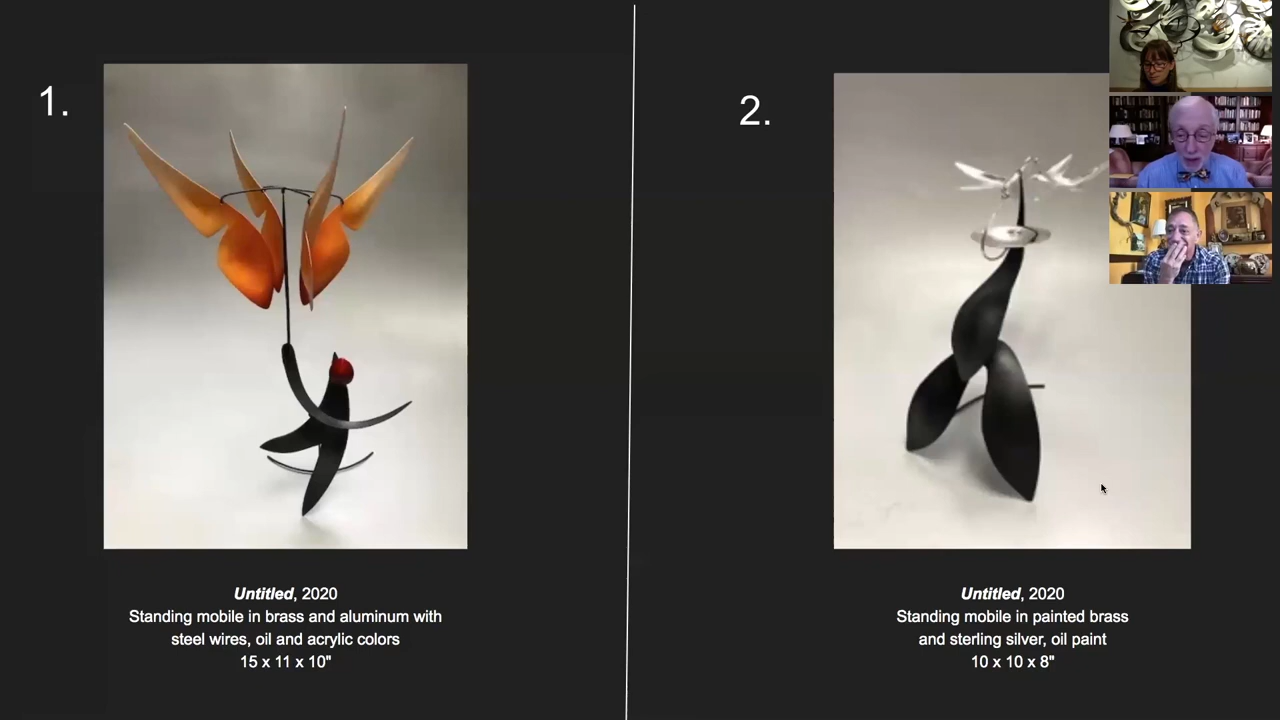 1.
Untitled, 2020
Standing mobile in brass and aluminum with
steel wires, oil and acrylic colors
15 x 11 x 10"
2.
Untitled, 2020
Standing mobile in painted brass
and sterling silver, oil paint
10 x 10 x 8"